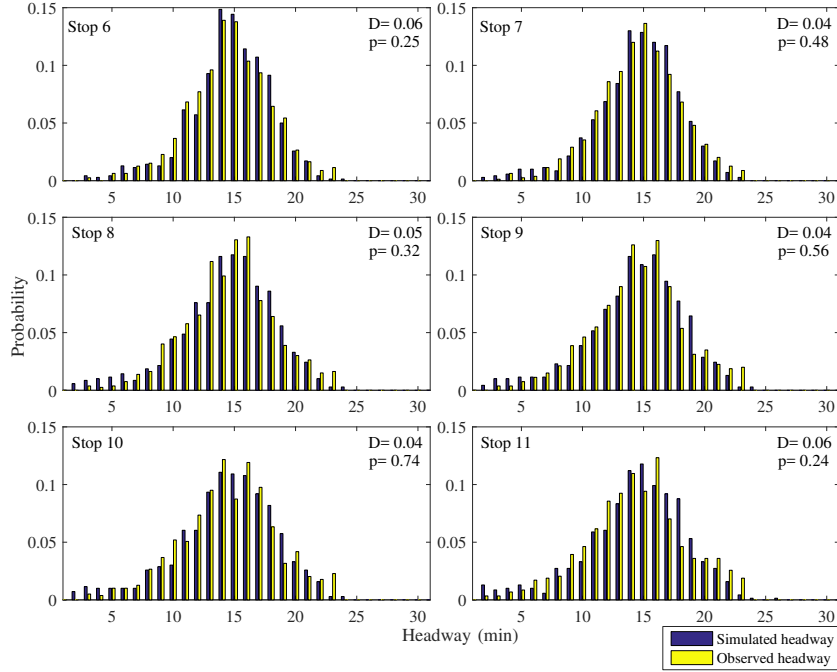 Stop 6
D= 0.06
p= 0.25
0.15
0.1
0.05
0
5 10 15 20 25 30
Stop 7
D= 0.04
p= 0.48
0.15
0.1
0.05
0
5 10 15 20 25 30
Stop 8
D= 0.05
p= 0.32
0.15
0.1
0.05
0
5 10 15 20 25 30
Probability
Stop 9
D= 0.04
p= 0.56
0.15
0.1
0.05
0
5 10 15 20 25 30
Stop 10
D= 0.04
p= 0.74
0.15
0.1
0.05
0
5 10 15 20 25 30
Stop 11
D= 0.06
p= 0.24
0.15
0.1
0.05
0
5 10 15 20 25 30
Headway (min)
Simulated headway
Observed headway